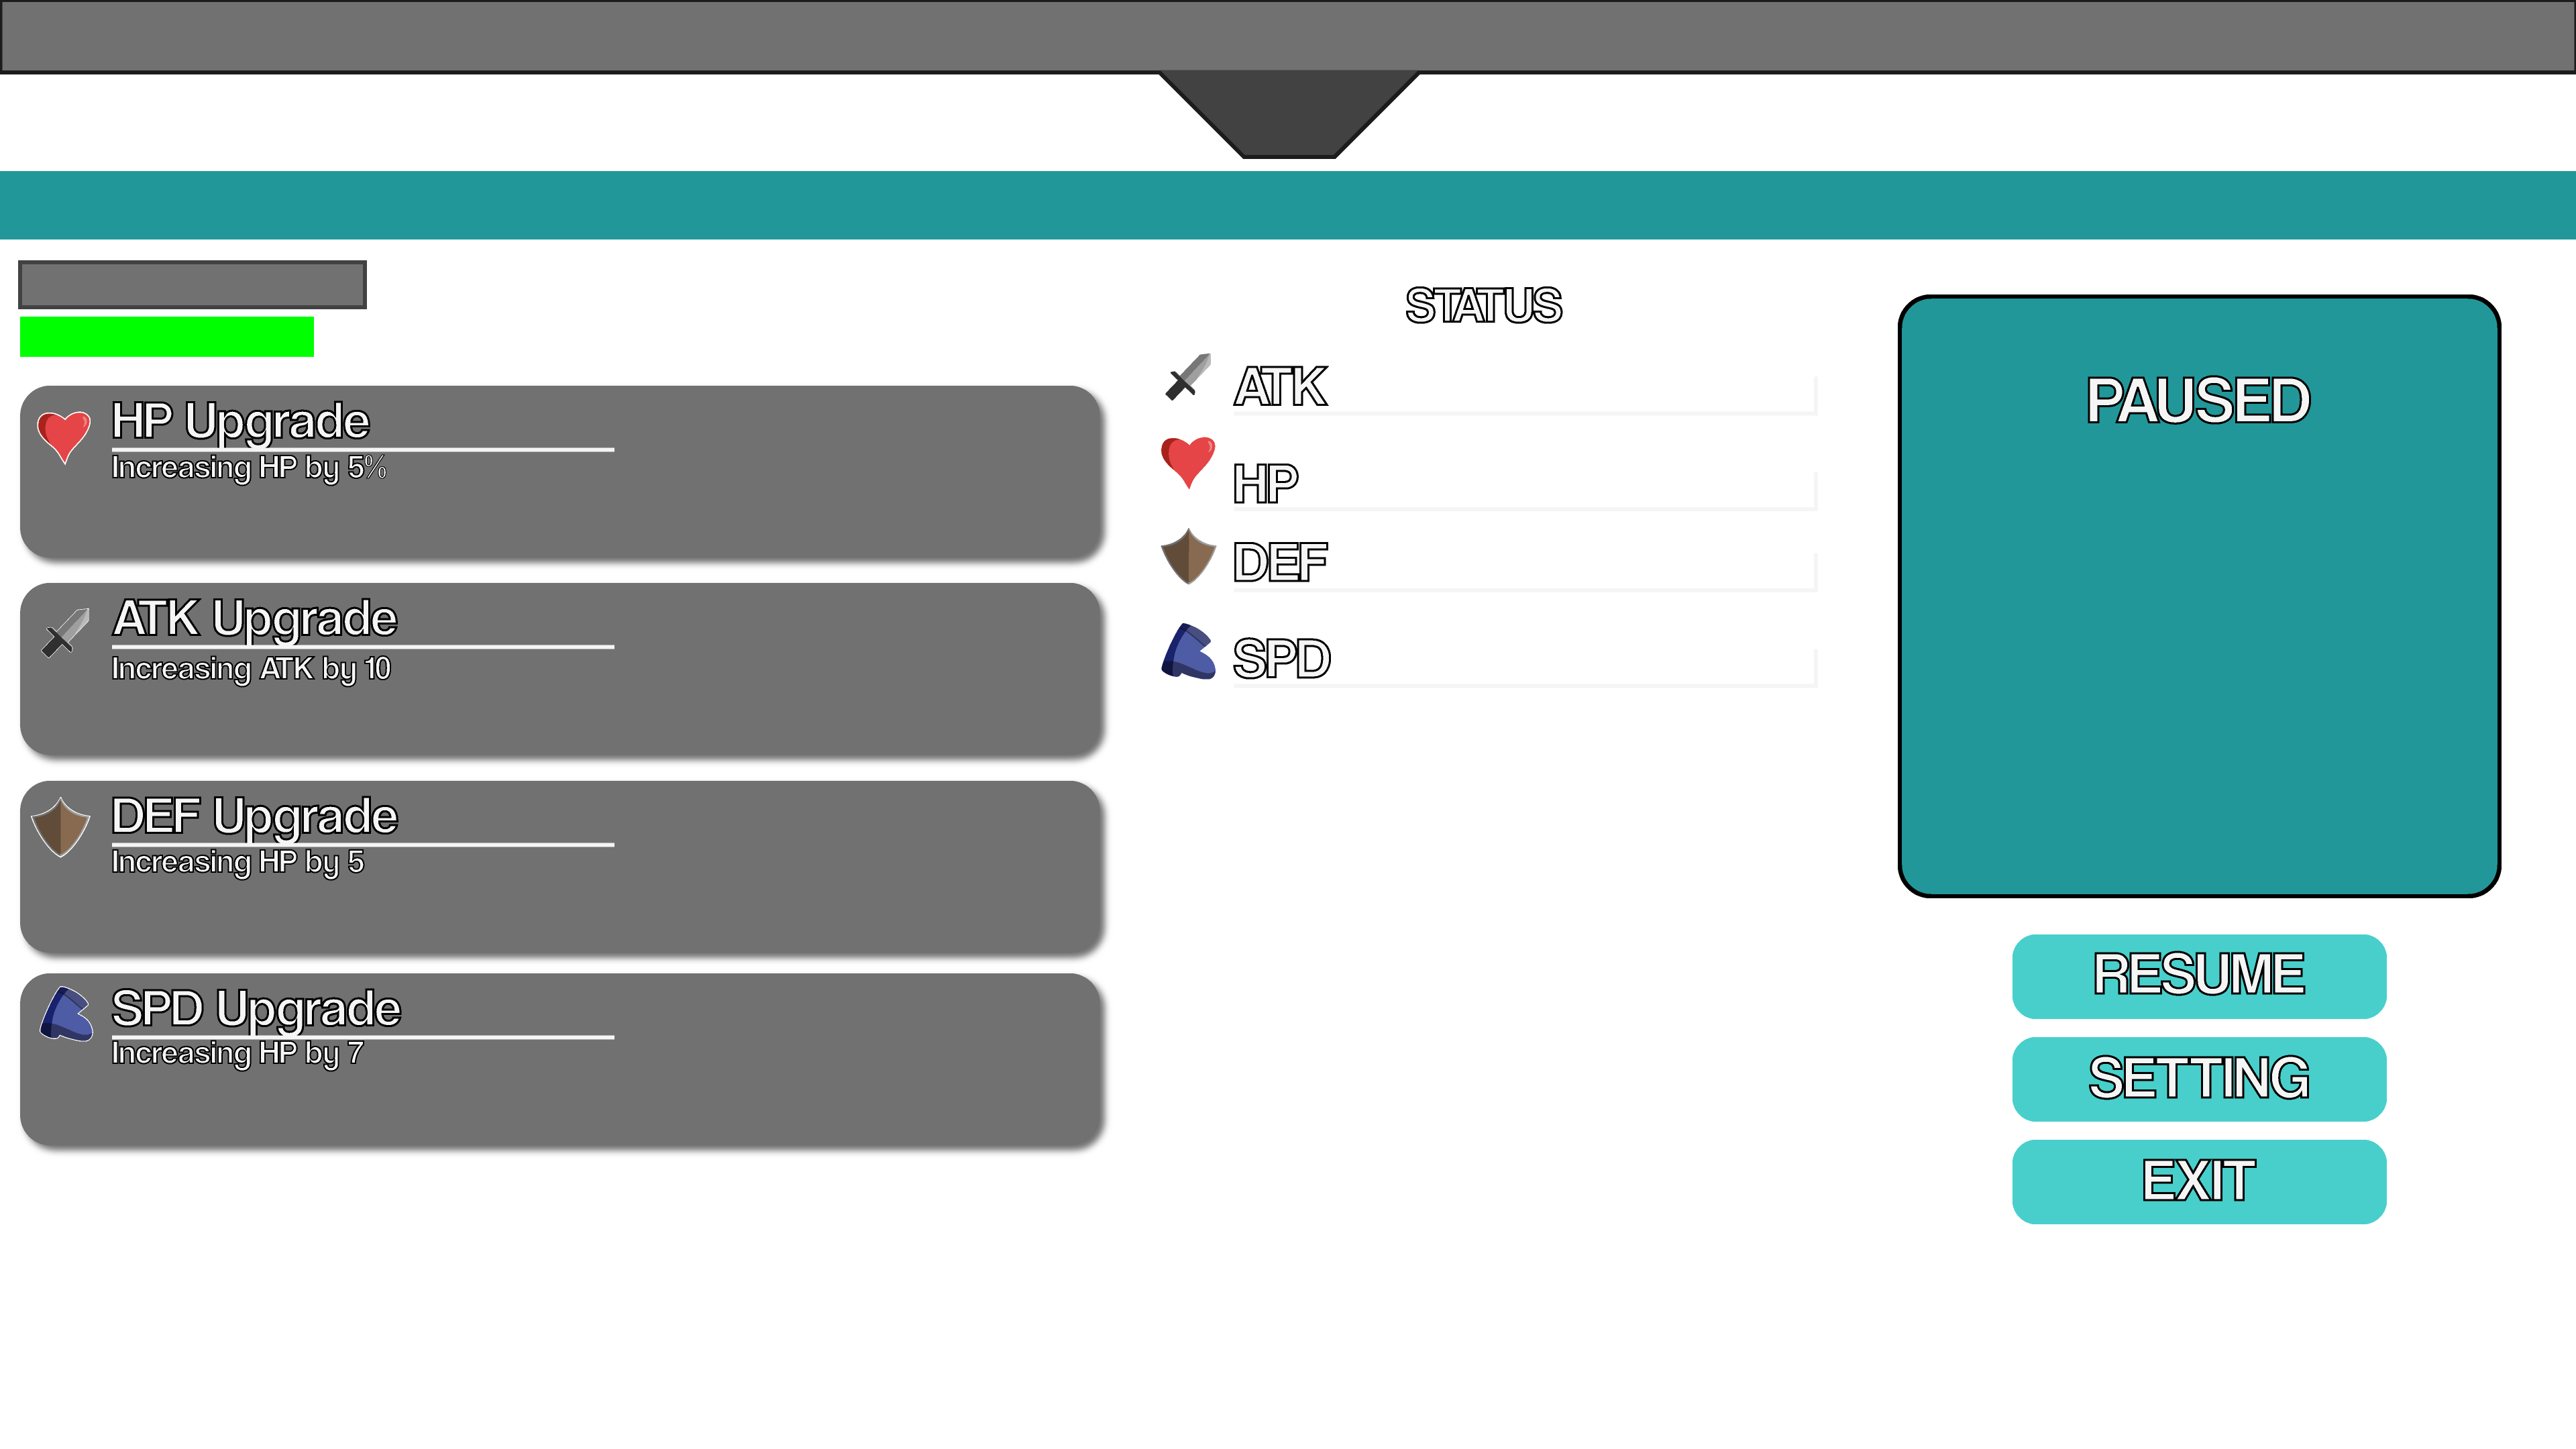 HP Upgrade
Increasing HP by 5%
ATK Upgrade
Increasing ATK by 10
DEF Upgrade
Increasing HP by 5
SPD Upgrade
Increasing HP by 7
STATUS
ATK
HP
DEF
SPD
PAUSED
RESUME
SETTING
EXIT